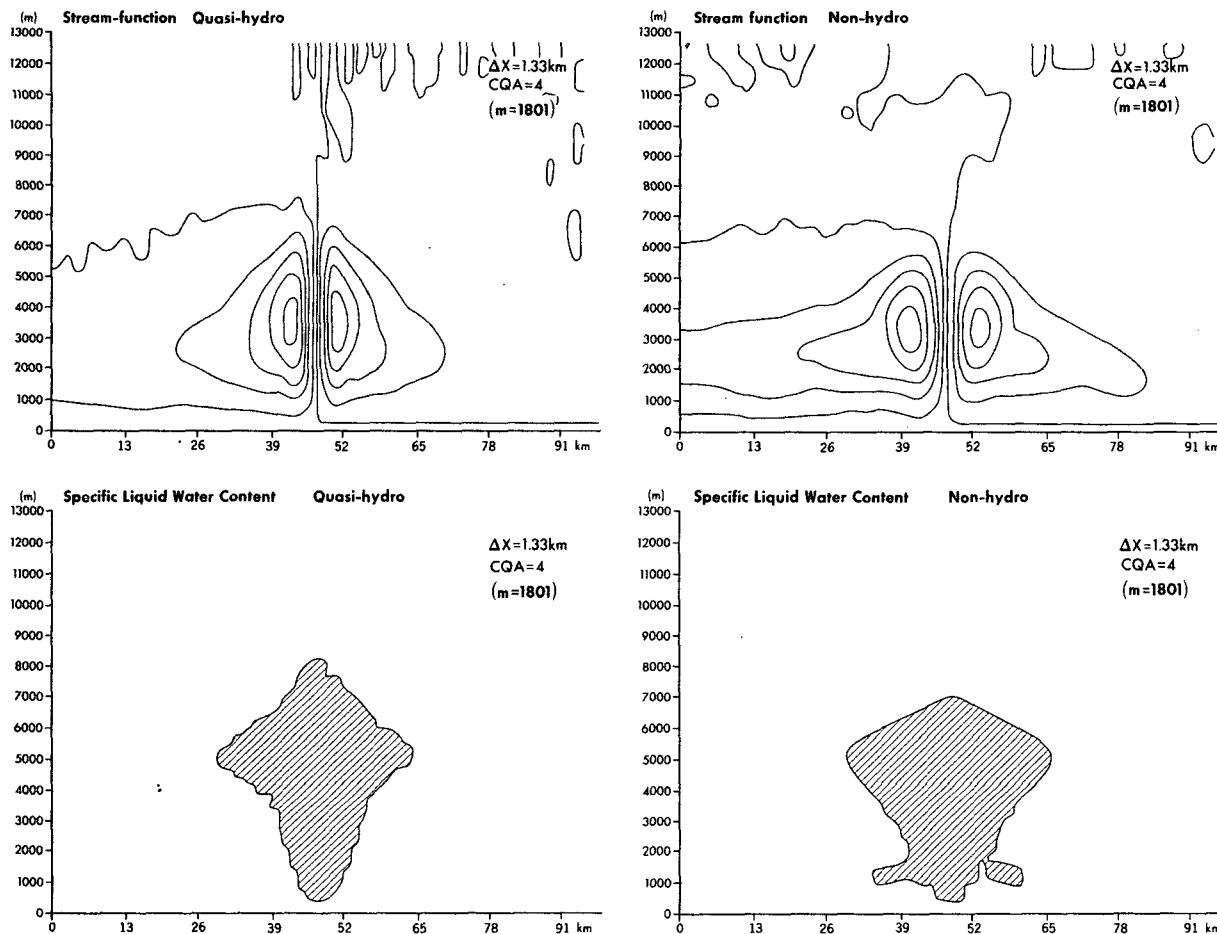 (m) Stream-function Quasi-hydro
13000
12000
11000
10000
9000
8000
7000
6000
5000
4000
3000
2000
1000
0
ΔX=1.33km
CQA=4
(m=1801)
0 13 26 39 52 65 78 91 km
(m) Stream function Non-hydro
13000
12000
11000
10000
9000
8000
7000
6000
5000
4000
3000
2000
1000
0
ΔX=1.33km
CQA=4
(m=1801)
0 13 26 39 52 65 78 91 km
(m) Specific Liquid Water Content Quasi-hydro
13000
12000
11000
10000
9000
8000
7000
6000
5000
4000
3000
2000
1000
0
ΔX=1.33km
CQA=4
(m=1801)
0 13 26 39 52 65 78 91 km
(m) Specific Liquid Water Content Non-hydro
13000
12000
11000
10000
9000
8000
7000
6000
5000
4000
3000
2000
1000
0
ΔX=1.33km
CQA=4
(m=1801)
0 13 26 39 52 65 78 91 km